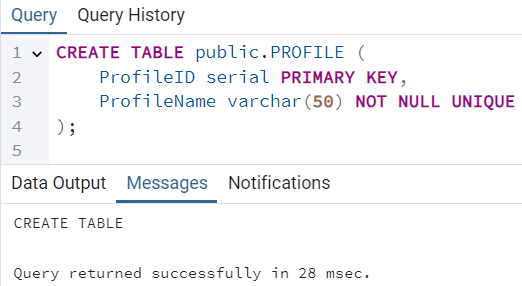 Query Query History
1 CREATE TABLE public.PROFILE (
2 ProfileID serial PRIMARY KEY,
3 ProfileName varchar(50) NOT NULL UNIQUE
4 );
5
Data Output Messages Notifications
CREATE TABLE
Query returned successfully in 28 msec.